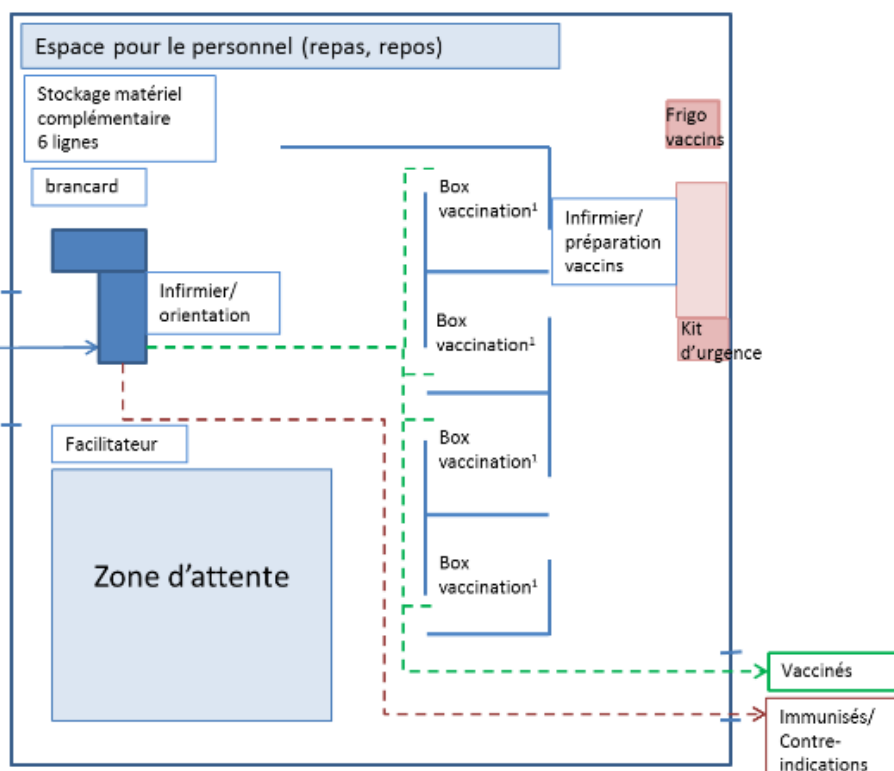 Espace pour le personnel (repas, repos)
Stockage matériel
complémentaire
6 lignes
brancard
Infirmier/
orientation
Facilitateur
Zone d'attente
Box
vaccination¹
Box
vaccination¹
Box
vaccination¹
Box
vaccination¹
Infirmier/
préparation
vaccins
Frigo
vaccins
Kit
d'urgence
Vaccinés
Immunisés/
Contre-
indications